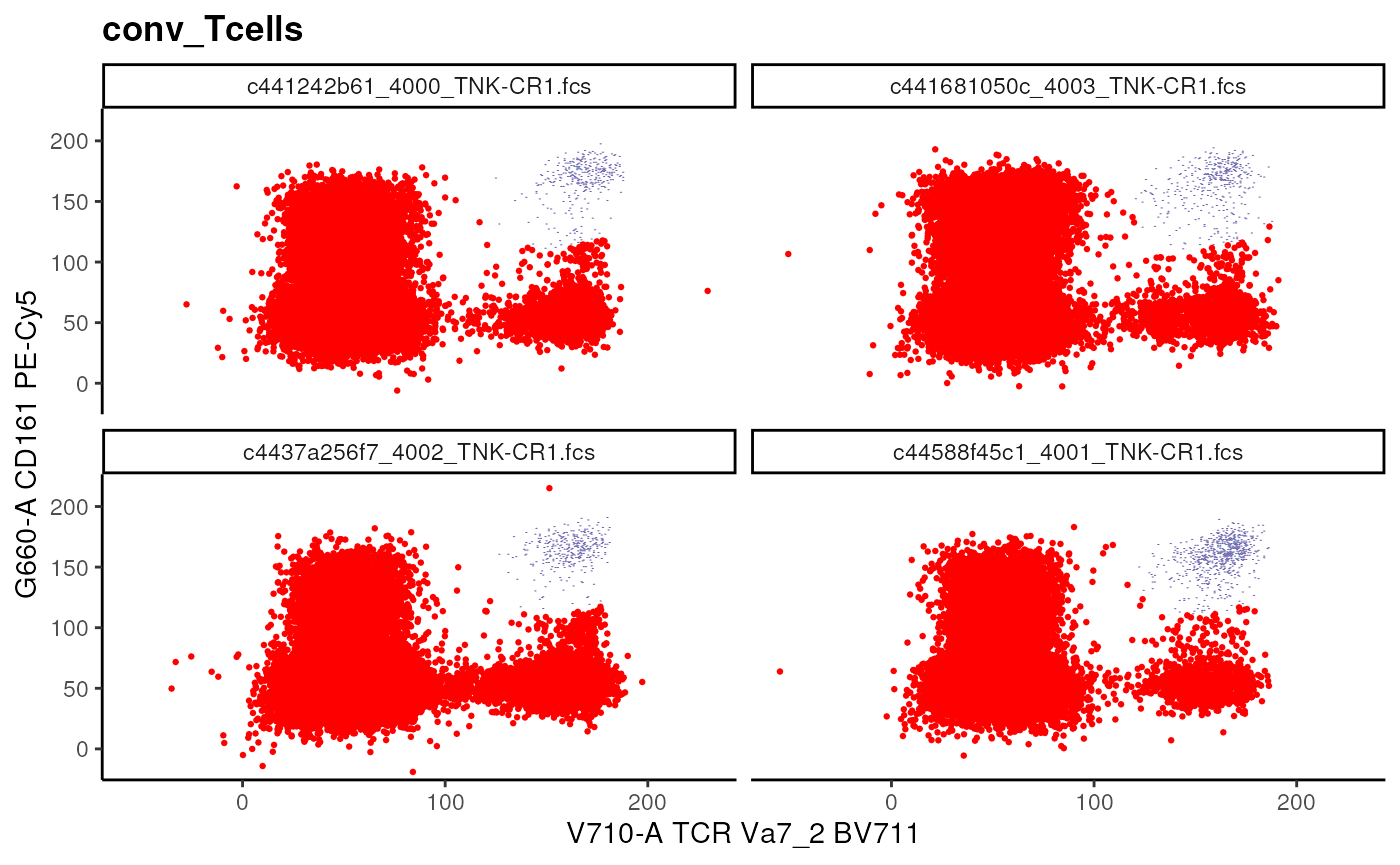 conv_Tcells
c441242b61_4000_TNK-CR1.fcs
c441681050c_4003_TNK-CR1.fcs
G660-A CD161 PE-Cy5
200
150
100
50
0
c4437a256f7_4002_TNK-CR1.fcs
c44588f45c1_4001_TNK-CR1.fcs
200
150
100
50
0
0
100
200
0
100
200
V710-A TCR Va7_2 BV711